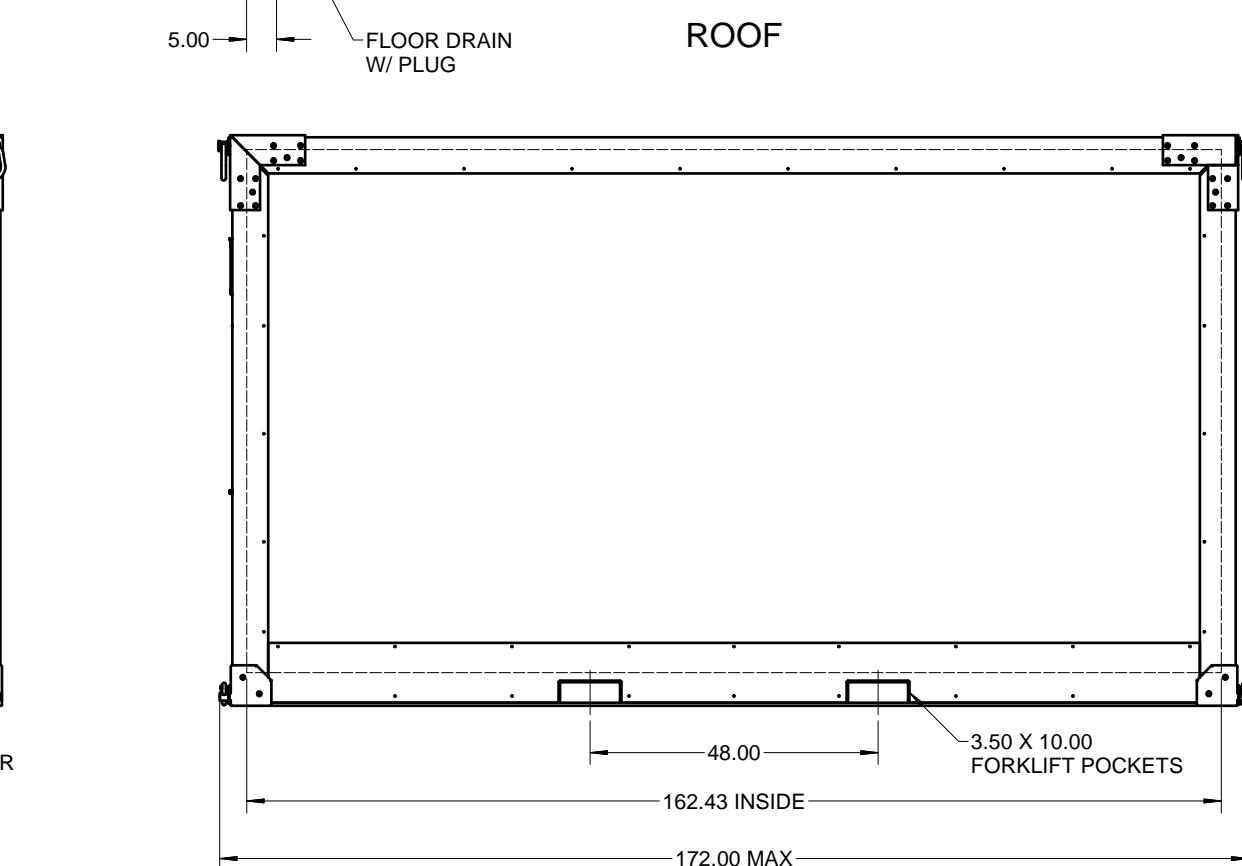 5.00
FLOOR DRAIN
W/ PLUG
ROOF
R
48.00
3.50 X 10.00
FORKLIFT POCKETS
162.43 INSIDE
172.00 MAX